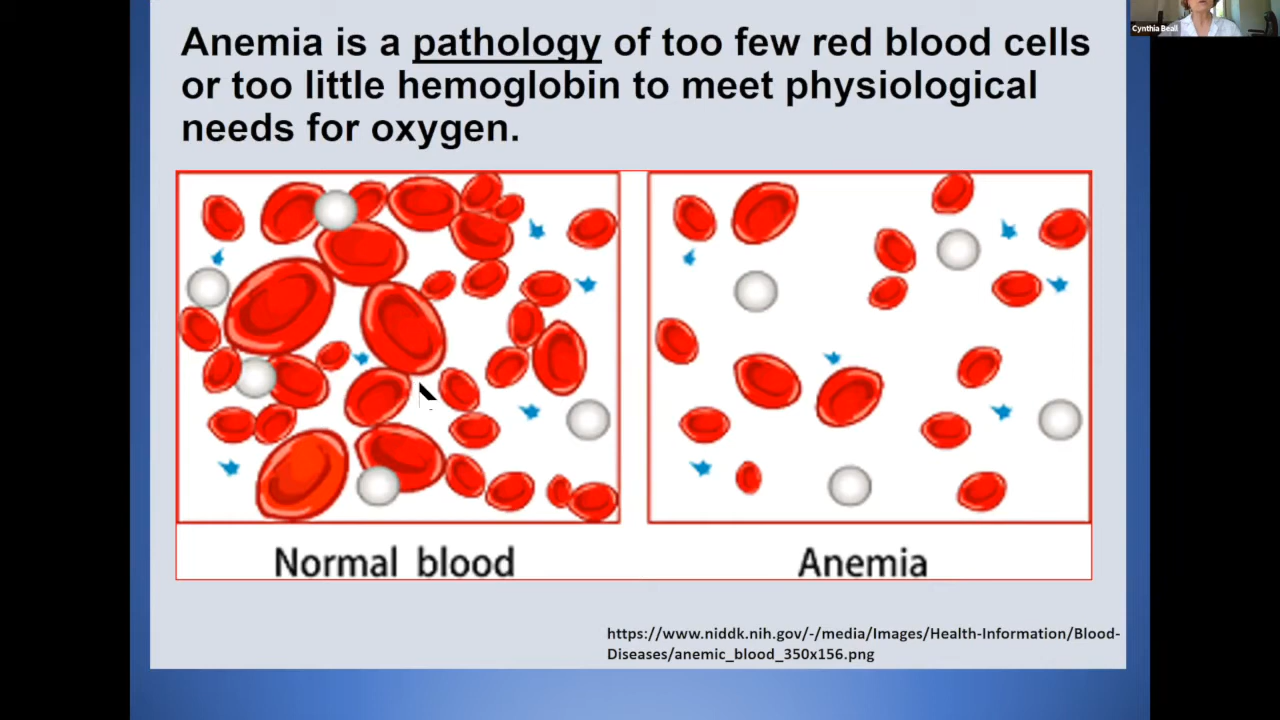 Anemia is a pathology of too few red blood cells
or too little hemoglobin to meet physiological
needs for oxygen.
Cynthia Beall
Normal blood
Anemia
https://www.niddk.nih.gov/-/media/Images/Health-Information/Blood-
Diseases/anemic_blood_350x156.png